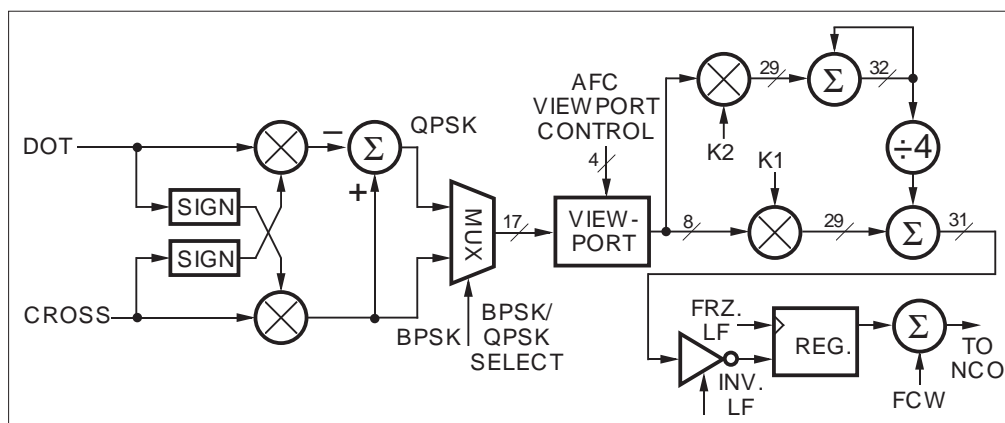 DOT
CROSS
SIGN
SIGN
−
+
Σ
QPSK
MUX
BPSK
BPSK/
QPSK
SELECT
17
AFC
VIEWPORT
CONTROL
4
VIEW-
PORT
8
K2
29
Σ
32
÷4
K1
29
Σ
31
FRZ.
LF
INV.
LF
REG.
Σ
FCW
TO
NCO